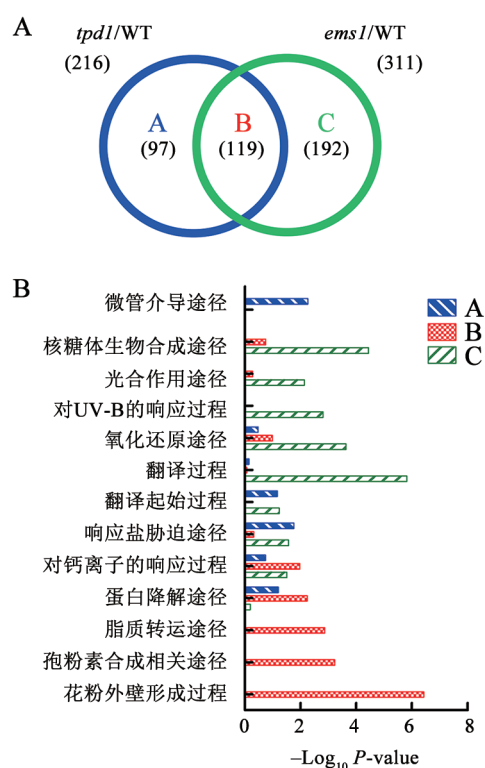 A
tpd1/WT
ems1/WT
(216)
(311)
A
B
C
(97)
(119)
(192)
B
微管介导途径
A
B
C
核糖体生物合成途径
光合作用途径
对UV-B的响应过程
氧化还原途径
翻译过程
翻译起始过程
响应盐胁迫途径
对钙离子的响应过程
蛋白降解途径
脂质转运途径
孢粉素合成相关途径
花粉外壁形成过程
0 2 4 6 8
–Log10 P-value